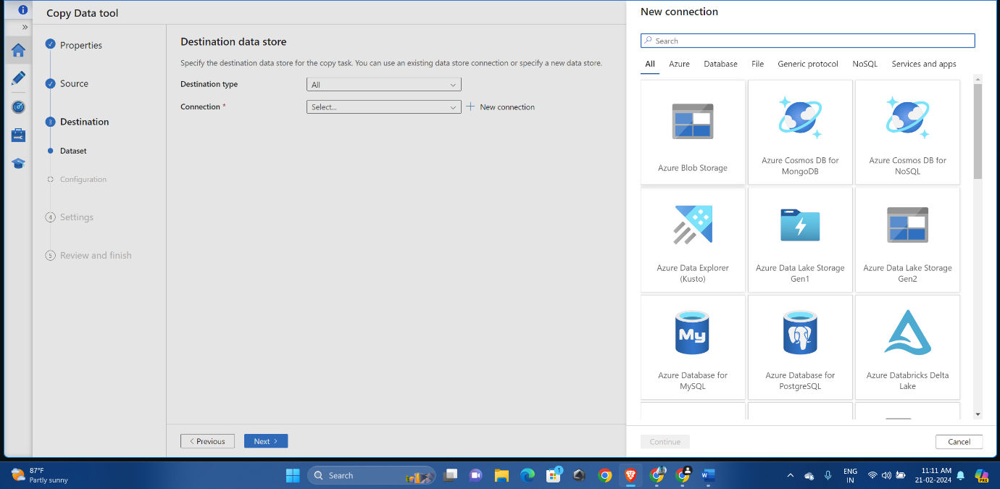 Copy Data tool
Properties
Source
3
Destination
Dataset
Configuration
4
Settings
5
Review and finish
Destination data store
Specify the destination data store for the copy task. You can use an existing data store connection or specify a new data store.
Destination type
All
Connection *
Select...
New connection
Previous
Next
New connection
Search
All
Azure
Database
File
Generic protocol
NoSQL
Services and apps
Azure Blob Storage
Azure Cosmos DB for
MongoDB
Azure Cosmos DB for
NoSQL
Azure Data Explorer
(Kusto)
Azure Data Lake Storage
Gen1
Azure Data Lake Storage
Gen2
My
Azure Database for
MySQL
Azure Database for
PostgreSQL
Azure Databricks Delta
Lake
Continue
Cancel
87°F
Partly sunny
Search
1
ENG
IN
11:11 AM
21-02-2024
PRE